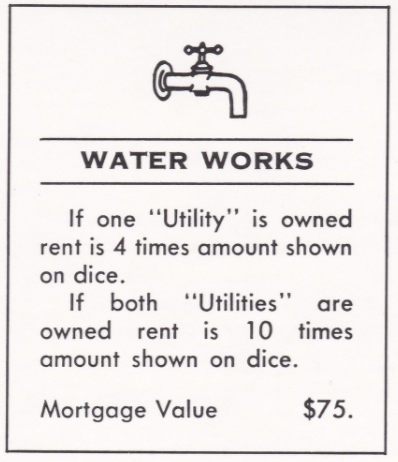 WATER WORKS
If one "Utility" is owned
rent is 4 times amount shown
on dice.
If both "Utilities" are
owned rent is 10 times
amount shown on dice.
Mortgage Value $75.